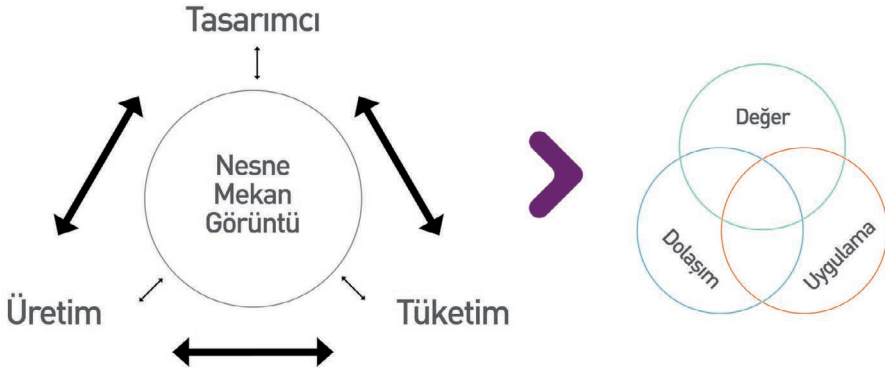 Tasarımcı
Nesne
Mekan
Görüntü
Üretim
Tüketim
Değer
Dolaşım
Uygulama